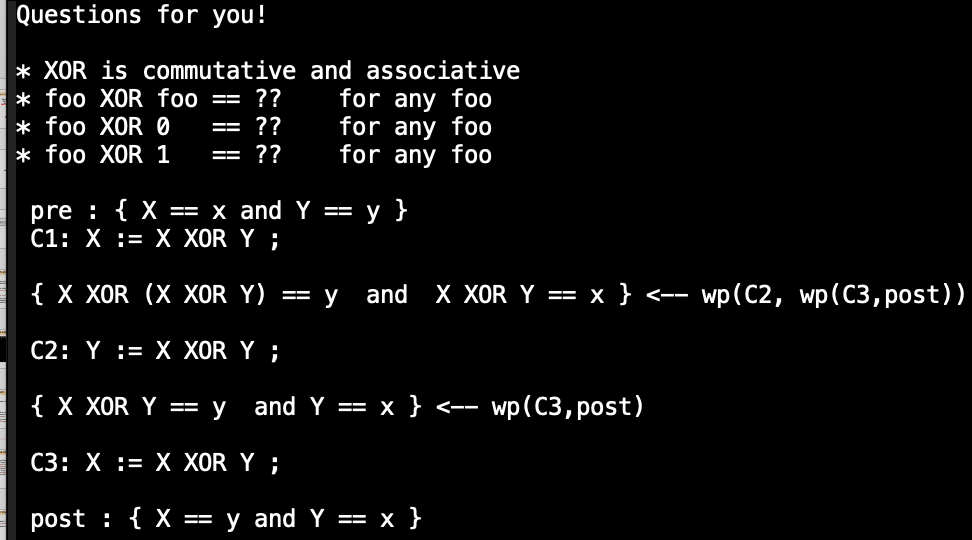 Questions for you!
* XOR is commutative and associative
* foo XOR foo == ??    for any foo
* foo XOR 0   == ??    for any foo
* foo XOR 1   == ??    for any foo
pre : { X == x and Y == y }
C1: X := X XOR Y ;
{ X XOR (X XOR Y) == y  and  X XOR Y == x } <-- wp(C2, wp(C3,post))
C2: Y := X XOR Y ;
{ X XOR Y == y  and Y == x } <-- wp(C3,post)
C3: X := X XOR Y ;
post : { X == y and Y == x }